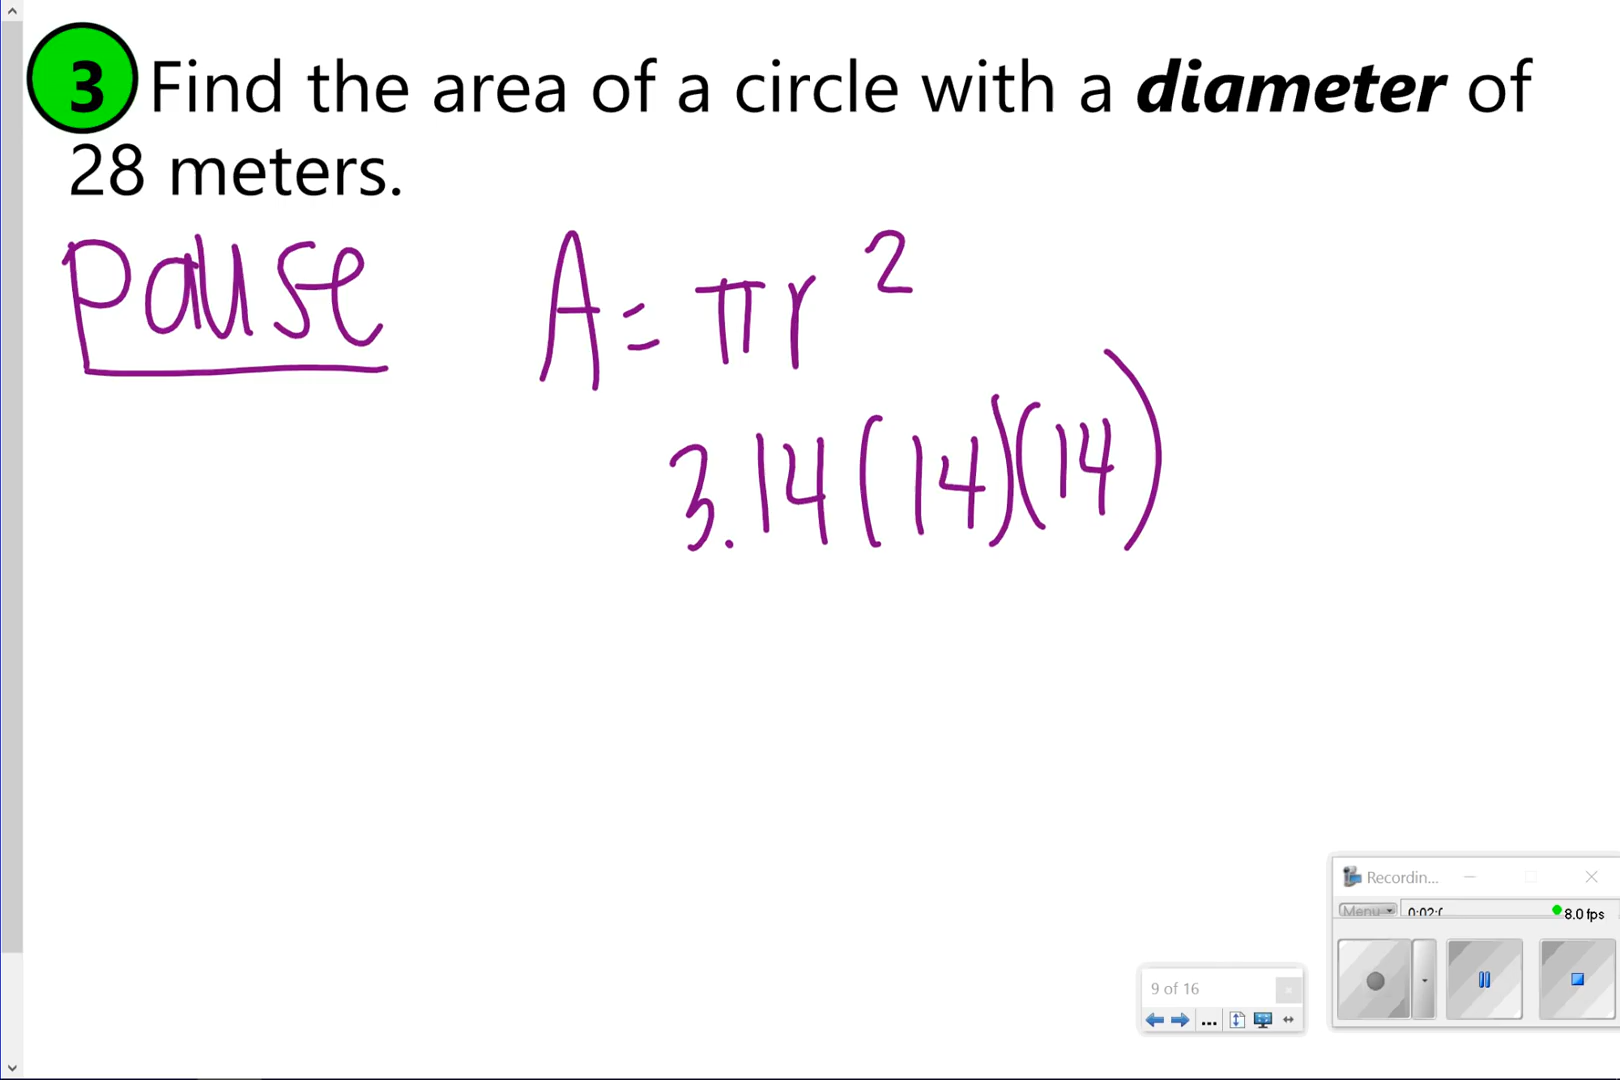 3 Find the area of a circle with a diameter of
28 meters.
Pause
A = πr²
3.14(14)(14)
Recordin...
Menu
8.0 fps
9 of 16
...